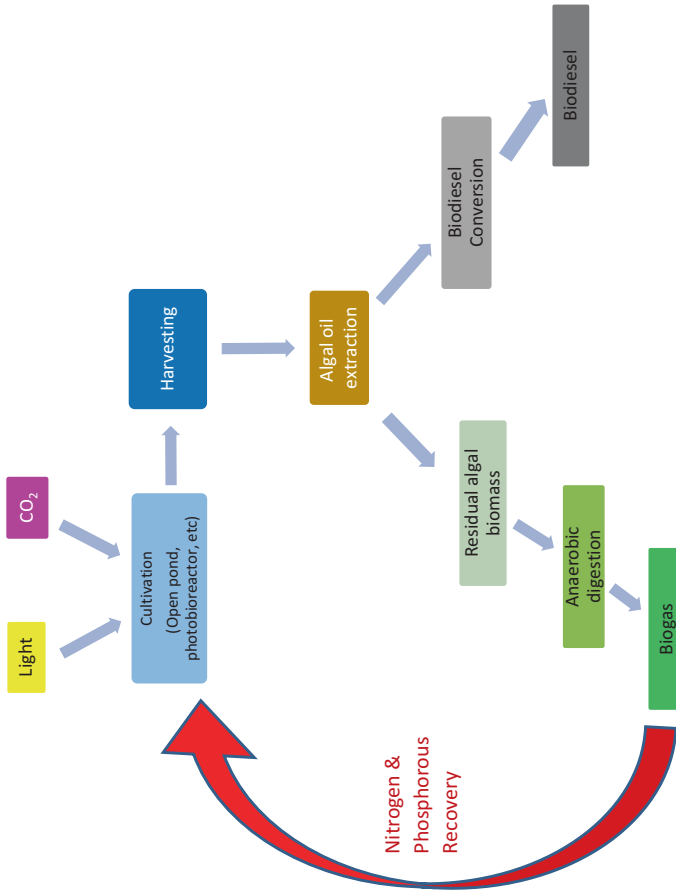 Light
CO₂
Cultivation
(Open pond,
photobioreactor, etc)
Harvesting
Algal oil
extraction
Residual algal
biomass
Anaerobic
digestion
Biogas
Biodiesel
Conversion
Biodiesel
Nitrogen &
Phosphorous
Recovery